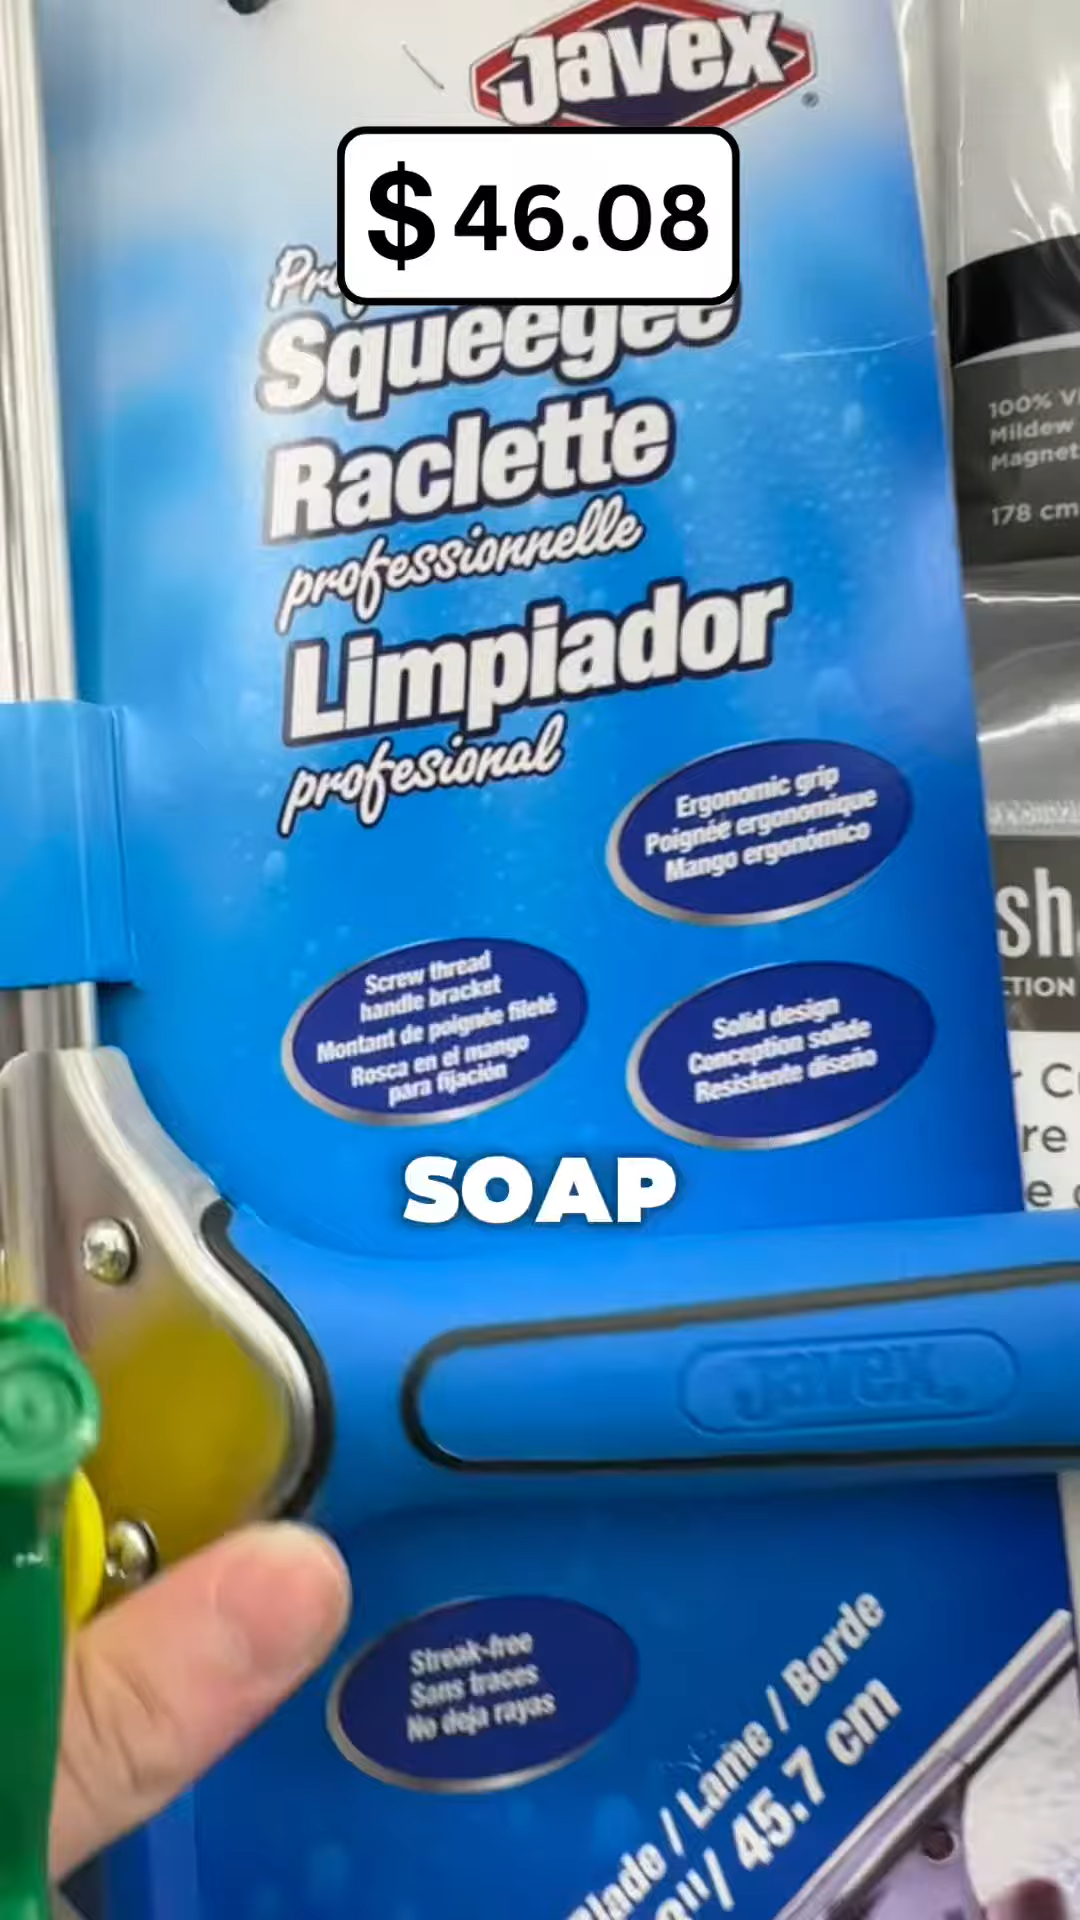 Javex
®
$46.08
Squeegee
Raclette
professionnelle
Limpiador
profesional
Ergonomic grip
Poignée ergonomique
Mango ergonómico
Screw thread
handle bracket
Montant de poignée fileté
Rosca en el mango
para fijación
Solid design
Conception solide
Resistente diseño
SOAP
Javex
Streak-free
Sans traces
No deja rayas
/ Lame / Borde
/ 45.7 cm
100%
Mildew
178 cm